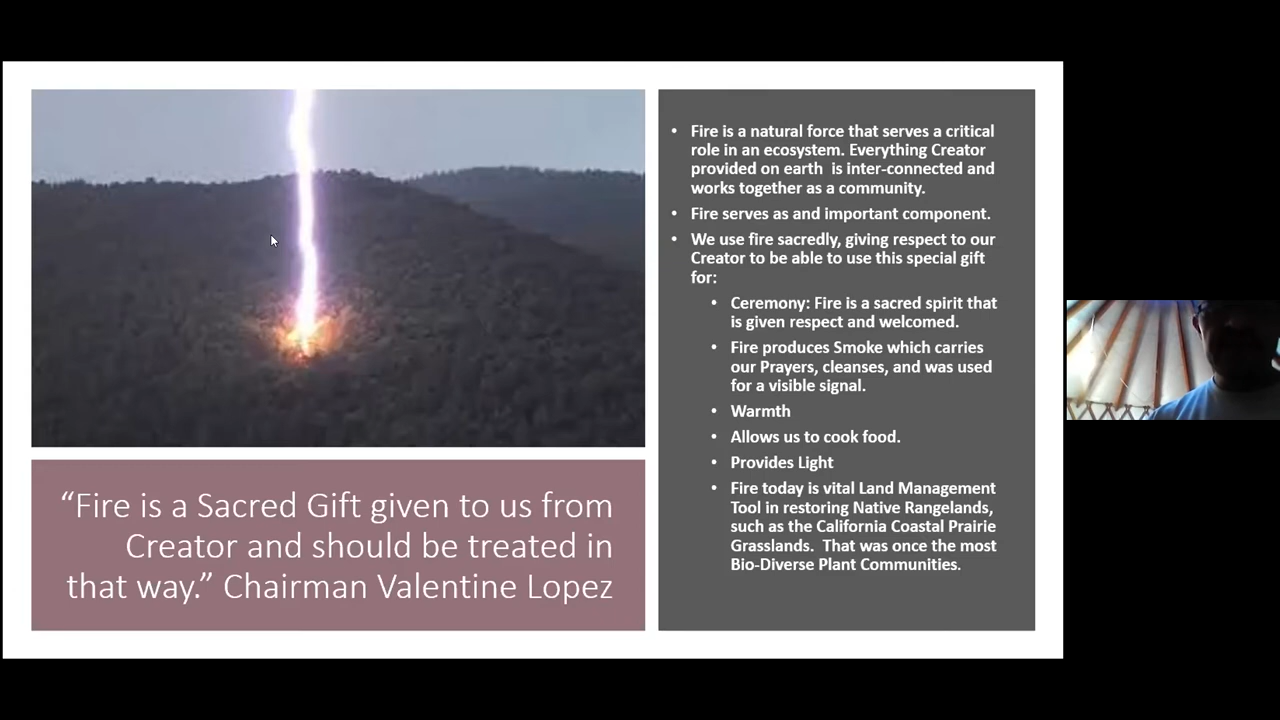 “Fire is a Sacred Gift given to us from
Creator and should be treated in
that way.” Chairman Valentine Lopez
• Fire is a natural force that serves a critical
role in an ecosystem. Everything Creator
provided on earth  is inter-connected and
works together as a community.
• Fire serves as and important component.
• We use fire sacredly, giving respect to our
Creator to be able to use this special gift
for:
• Ceremony: Fire is a sacred spirit that
is given respect and welcomed.
• Fire produces Smoke which carries
our Prayers, cleanses, and was used
for a visible signal.
• Warmth
• Allows us to cook food.
• Provides Light
• Fire today is vital Land Management
Tool in restoring Native Rangelands,
such as the California Coastal Prairie
Grasslands.  That was once the most
Bio-Diverse Plant Communities.